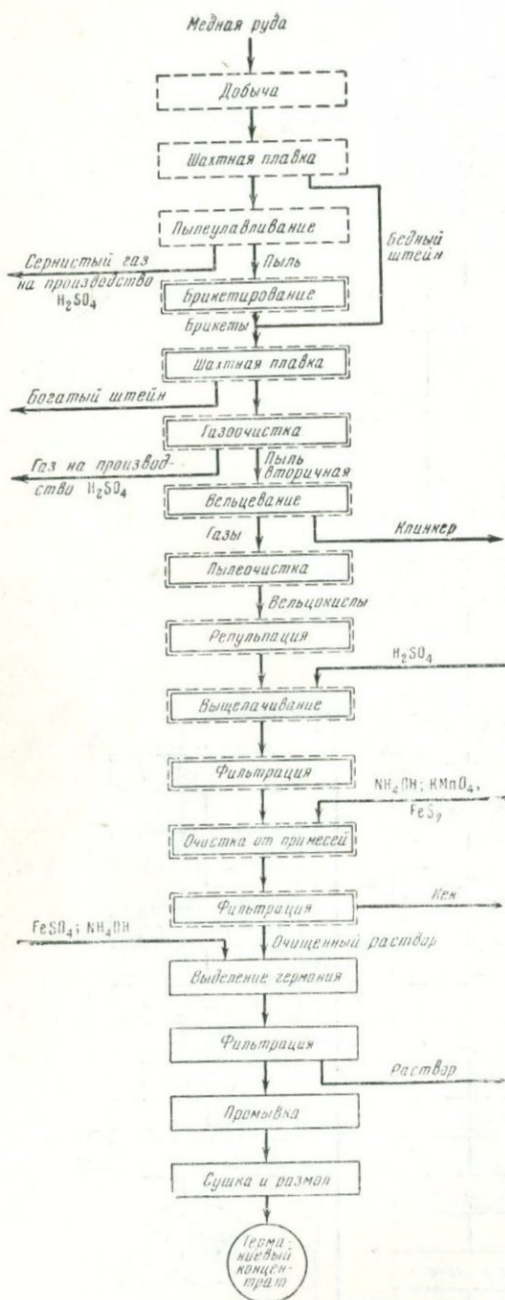 Медная руда
Добыча
Шахтная плавка
Пылеулавливание
Бедный
штейн
Сернистый газ
на производство
H₂SO₄
Пыль
Брикетирование
Брикеты
Шахтная плавка
Богатый штейн
Газоочистка
Газ на производ-
ство H₂SO₄
Пыль
вторичная
Вельцевание
Газы
Клинкер
Пылеочистка
Вельцокислы
Репульпация
H₂SO₄
Выщелачивание
Фильтрация
NH₄OH; KMnO₄,
FeS₂
Очистка от примесей
Фильтрация
Кек
FeSO₄; NH₄OH
Очищенный раствор
Выделение германия
Фильтрация
Раствор
Промывка
Сушка и размол
Герма-
ниевый
концен-
трат